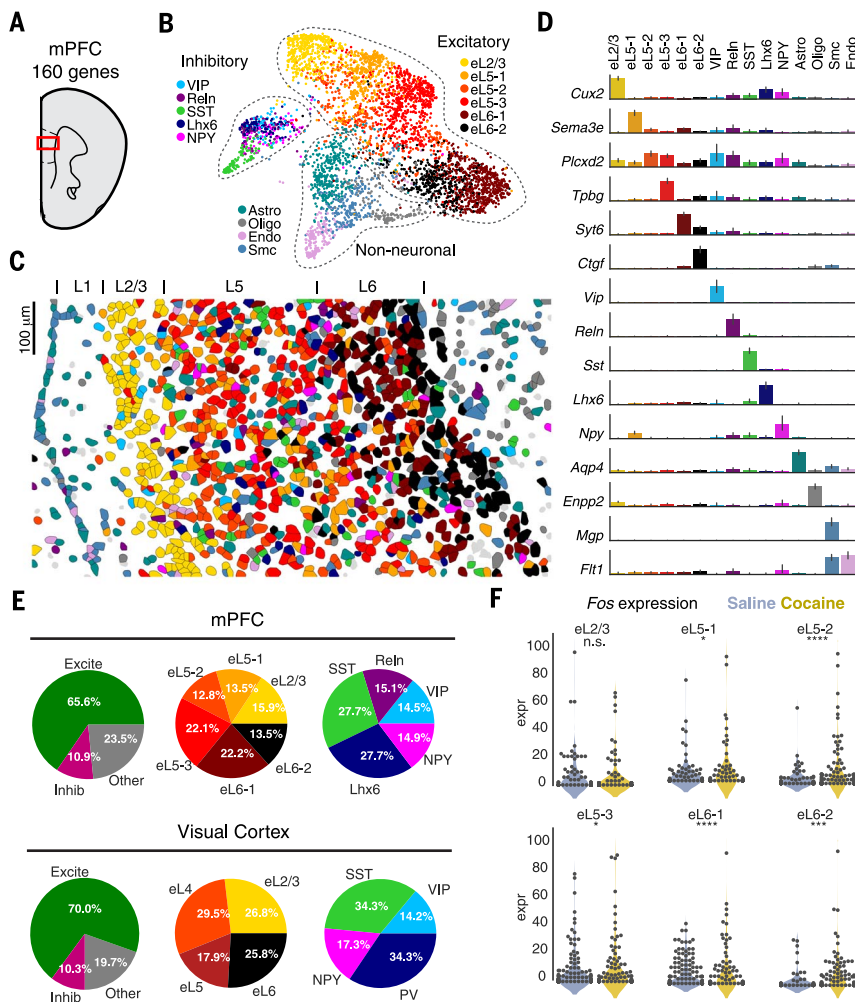 A
mPFC
160 genes
B
Inhibitory
VIP
Reln
SST
Lhx6
NPY
Excitatory
eL2/3
eL5-1
eL5-2
eL5-3
eL6-1
eL6-2
Astro
Oligo
Endo
Smc
Non-neuronal
C
L1
L2/3
L5
L6
100 μm
D
eL2/3
eL5-1
eL5-2
eL5-3
eL6-1
eL6-2
VIP
Reln
SST
Lhx6
NPY
Astro
Oligo
Smc
Endo
Cux2
Sema3e
Plcxd2
Tpbg
Syt6
Ctgf
Vip
Reln
Sst
Lhx6
Npy
Aqp4
Enpp2
Mgp
Flt1
E
mPFC
Excite
65.6%
10.9%
23.5%
Inhib
Other
eL5-2
eL5-1
eL2/3
12.8%
13.5%
15.9%
22.1%
13.5%
22.2%
eL5-3
eL6-2
eL6-1
SST
Reln
15.1%
VIP
27.7%
14.5%
27.7%
14.9%
NPY
Lhx6
Visual Cortex
Excite
70.0%
10.3%
19.7%
Inhib
Other
eL4
eL2/3
29.5%
26.8%
17.9%
25.8%
eL5
eL6
SST
VIP
34.3%
14.2%
17.3%
34.3%
NPY
PV
F
Fos expression
Saline Cocaine
eL2/3
n.s.
eL5-1
*
eL5-2
****
100
80
60
40
20
0
expr
eL5-3
*
eL6-1
****
eL6-2
***
100
80
60
40
20
0
expr